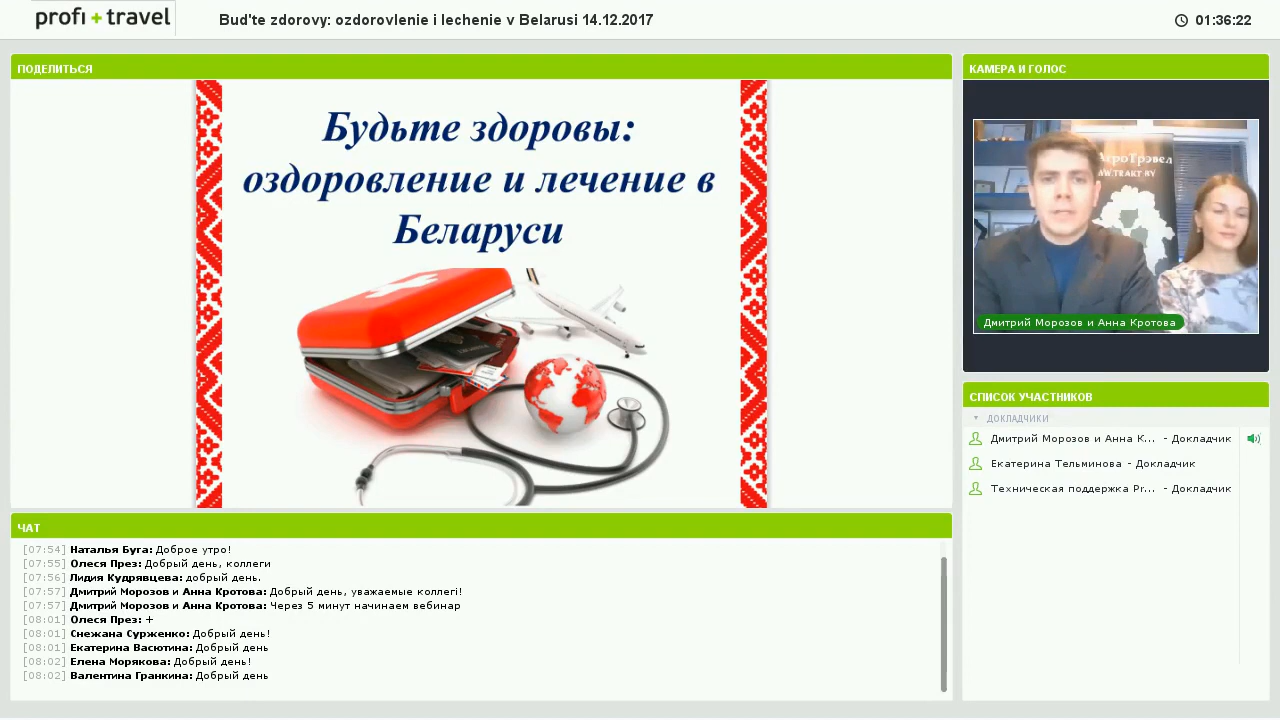 profi + travel
Bud'te zdorovy: ozdorovlenie i lechenie v Belarusi 14.12.2017
01:36:22
ПОДЕЛИТЬСЯ
Будьте здоровы:
оздоровление и лечение в
Беларуси
КАМЕРА И ГОЛОС
АгроТрэвел
WW.TRAKT.BY
Дмитрий Морозов и Анна Кротова
СПИСОК УЧАСТНИКОВ
ДОКЛАДЧИКИ
Дмитрий Морозов и Анна К... - Докладчик
Екатерина Тельминова - Докладчик
Техническая поддержка Pr... - Докладчик
ЧАТ
[07:54] Наталья Буга: Доброе утро!
[07:55] Олеся През: Добрый день, коллеги
[07:56] Лидия Кудрявцева: добрый день.
[07:57] Дмитрий Морозов и Анна Кротова: Добрый день, уважаемые коллегі!
[07:57] Дмитрий Морозов и Анна Кротова: Через 5 минут начинаем вебинар
[08:01] Олеся През: +
[08:01] Снежана Сурженко: Добрый день!
[08:01] Екатерина Васютина: Добрый день
[08:02] Елена Морякова: Добрый день!
[08:02] Валентина Гранкина: Добрый день